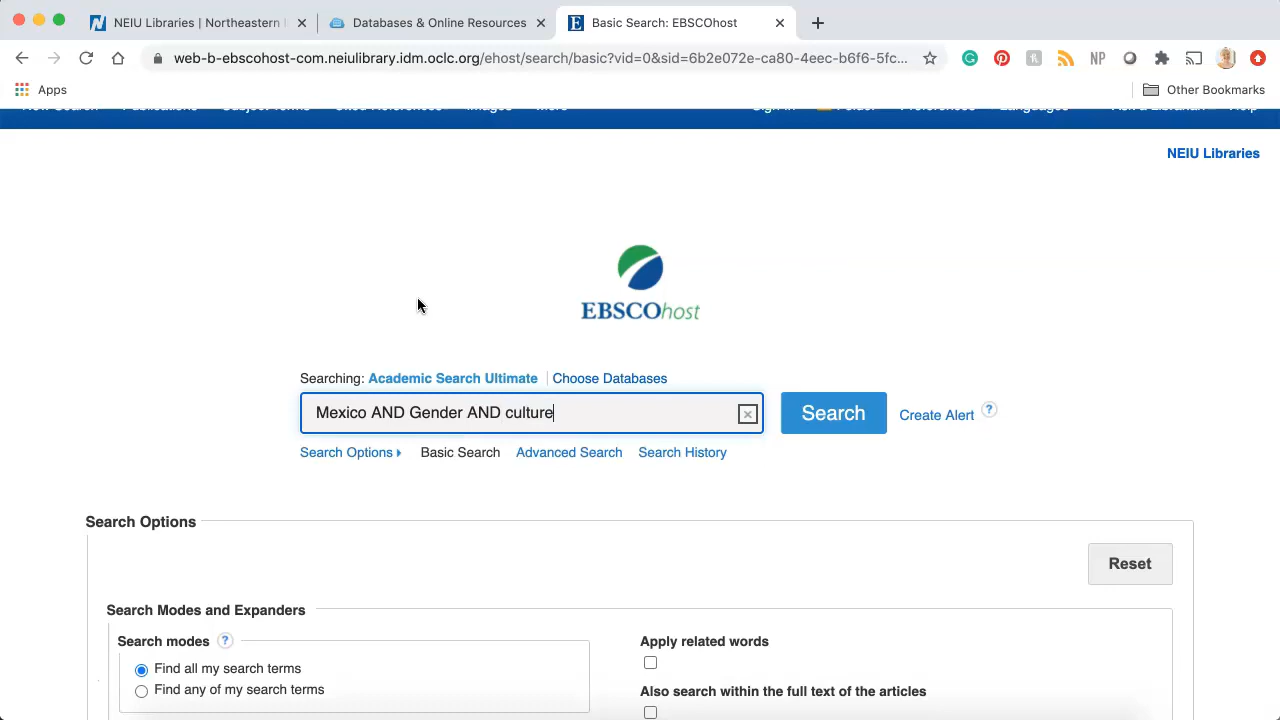 NEIU Libraries | Northeastern
Databases & Online Resources
Basic Search: EBSCOhost
web-b-ebscohost-com.neiulibrary.idm.oclc.org/ehost/search/basic?vid=0&sid=6b2e072e-ca80-4eec-b6f6-5fc...
NP
Apps
Other Bookmarks
NEIU Libraries
EBSCOhost
Searching: Academic Search Ultimate Choose Databases
Mexico AND Gender AND culture
Search
Create Alert ?
Search Options Basic Search Advanced Search Search History
Search Options
Reset
Search Modes and Expanders
Search modes ?
Find all my search terms
Find any of my search terms
Apply related words
Also search within the full text of the articles